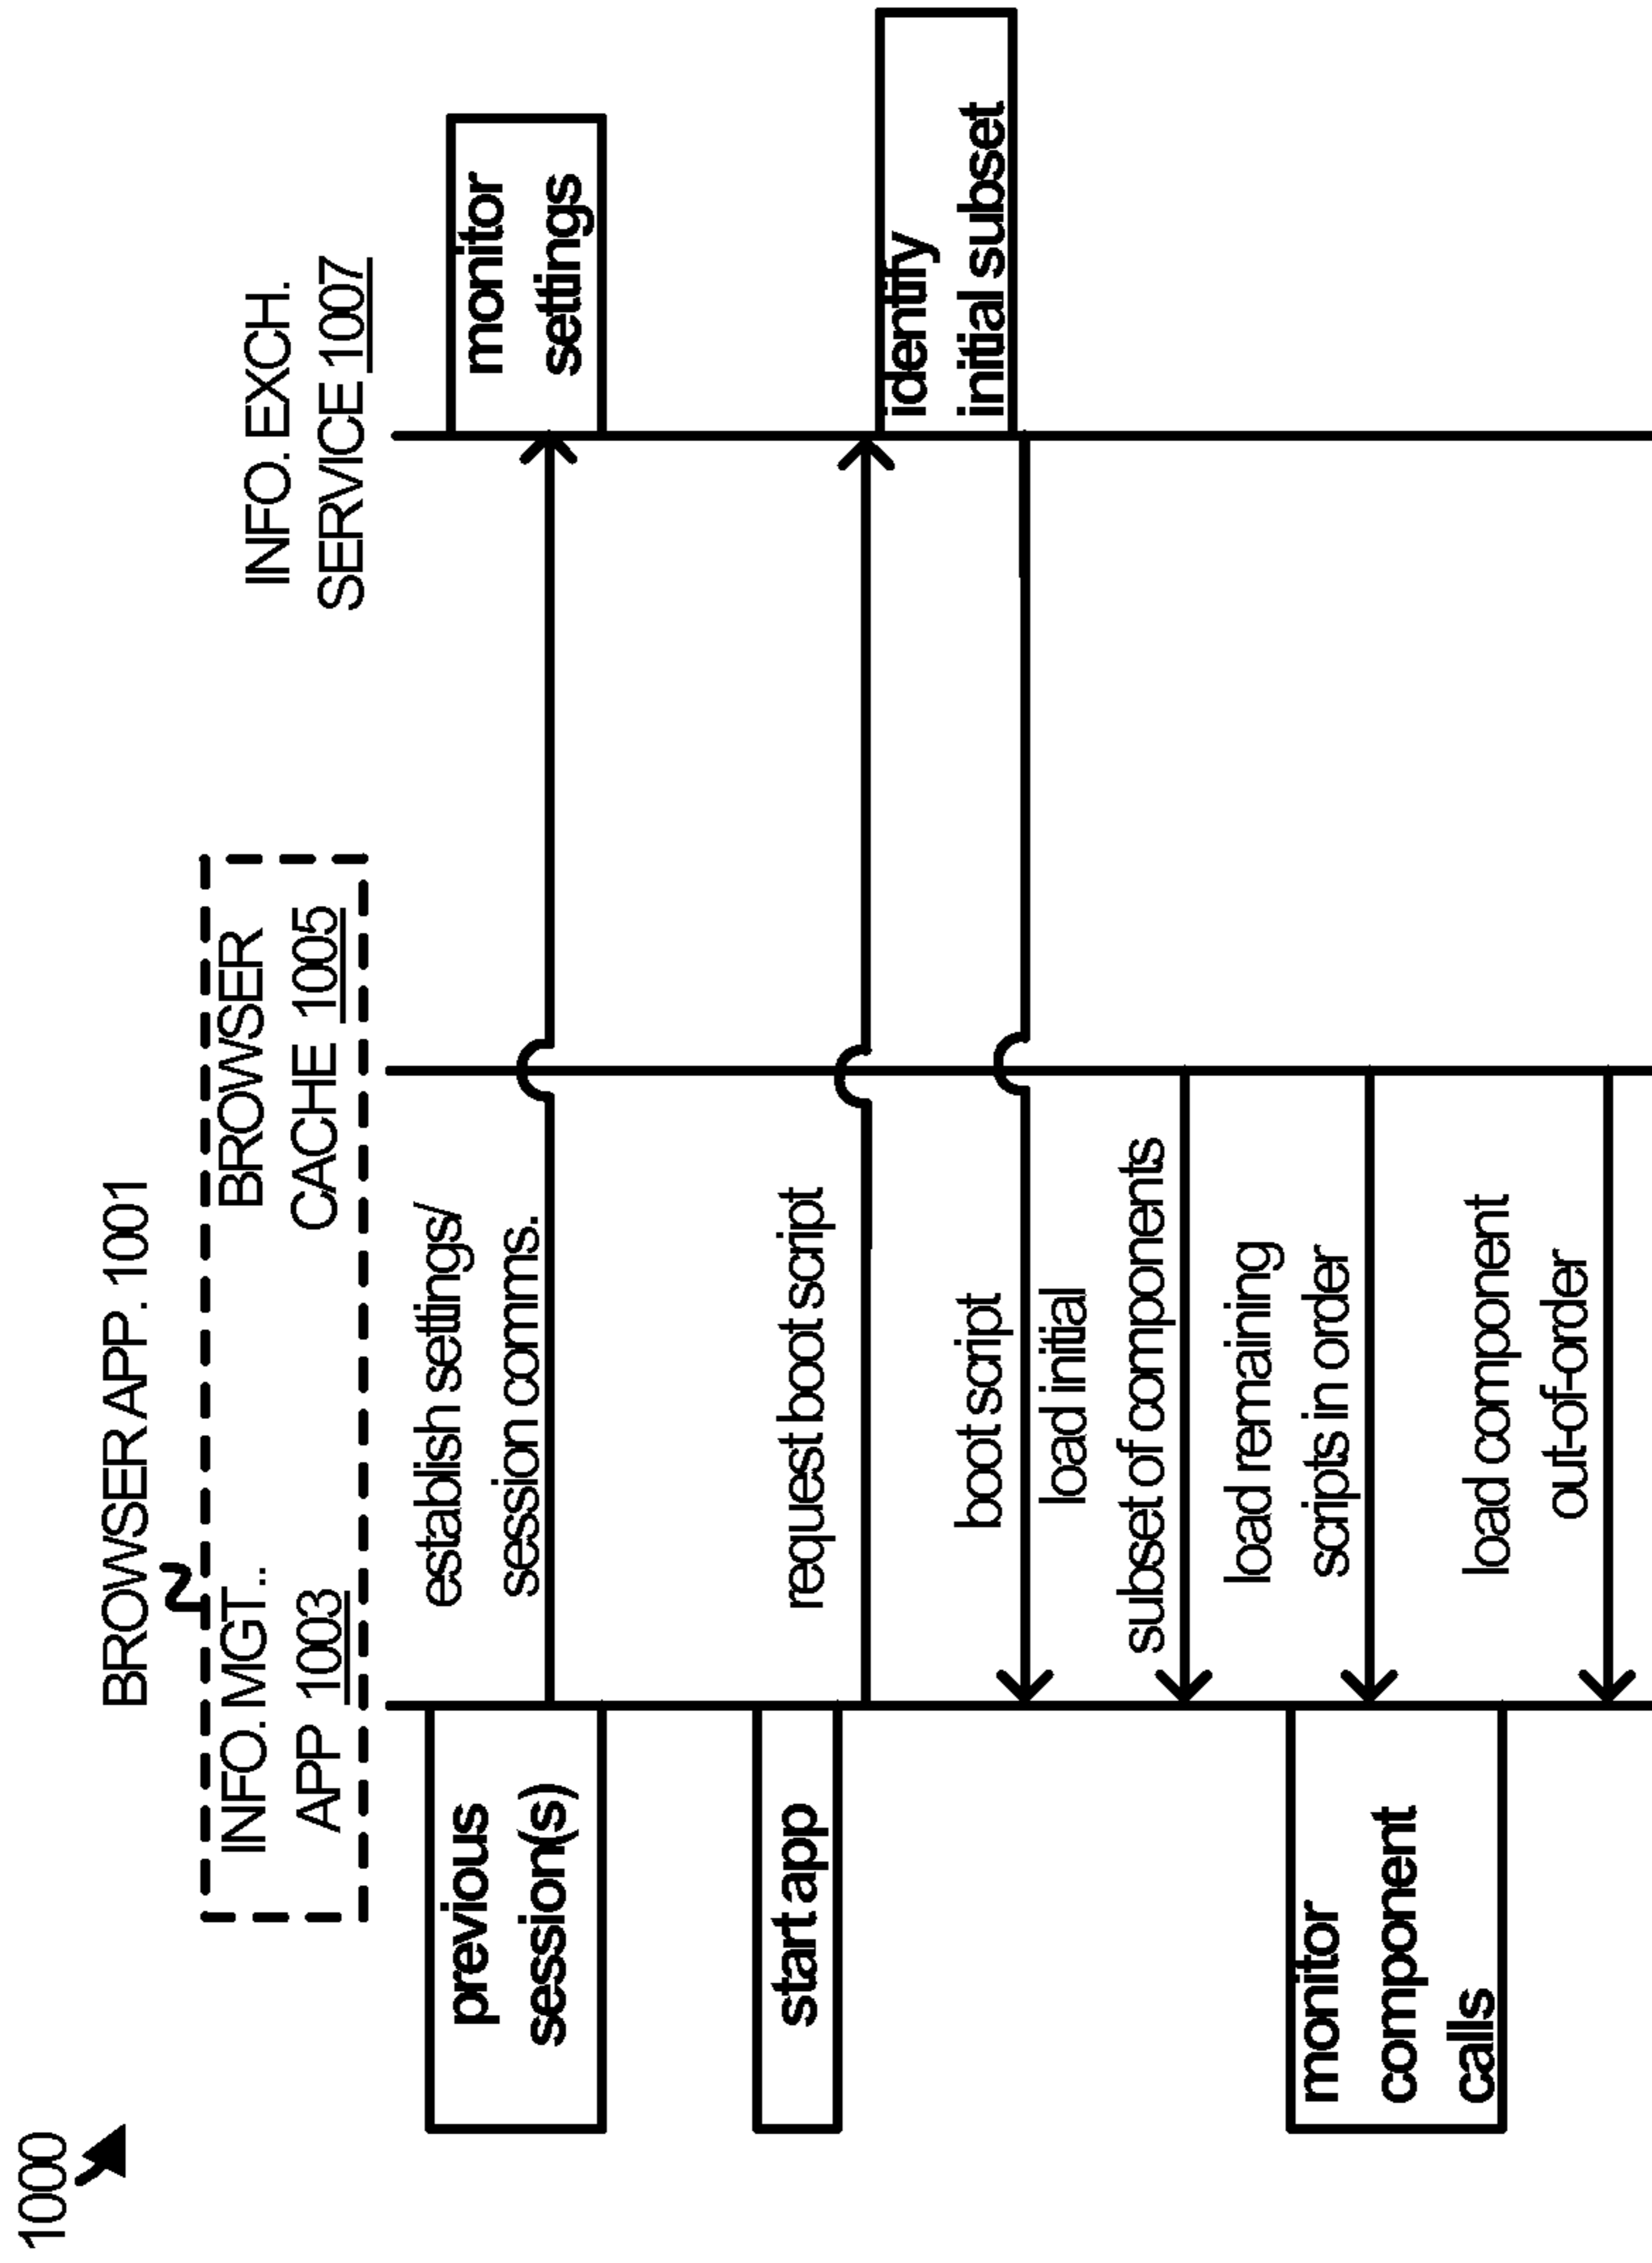 1000
BROWSER APP. 1001
INFO. MGT..
APP 1003
BROWSER
CACHE 1005
INFO. EXCH.
SERVICE 1007
previous
session(s)
establish settings/
session comms.
monitor
settings
start app
request boot script
identify
initial subset
boot script
load initial
subset of components
load remaining
scripts in order
monitor
component
calls
load component
out-of-order